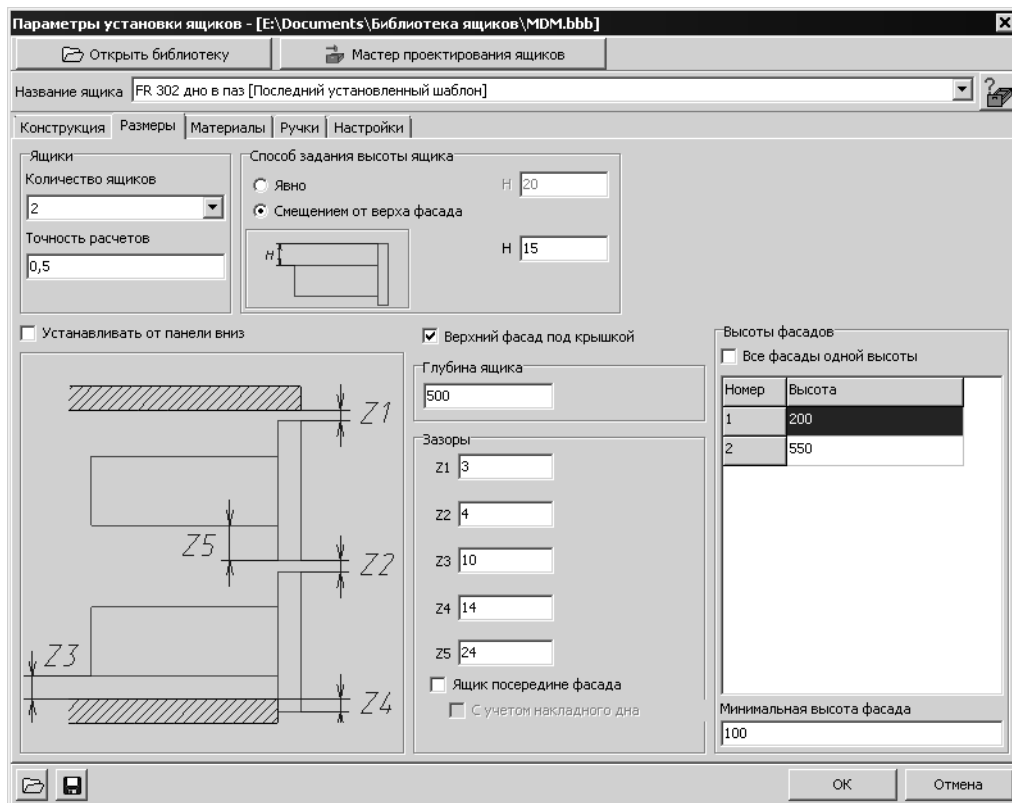 Параметры установки ящиков - [E:\Documents\Библиотека ящиков\MDM.bbb]
Открыть библиотеку
Мастер проектирования ящиков
Название ящика FR 302 дно в паз [Последний установленный шаблон]
Конструкция Размеры Материалы Ручки Настройки
Ящики
Количество ящиков
2
Точность расчетов
0,5
Способ задания высоты ящика
Явно
H 20
Смещением от верха фасада
H
H 15
Устанавливать от панели вниз
Z1
Z5
Z2
Z3
Z4
Верхний фасад под крышкой
Глубина ящика
500
Зазоры
Z1 3
Z2 4
Z3 10
Z4 14
Z5 24
Ящик посередине фасада
С учетом накладного дна
Высоты фасадов
Все фасады одной высоты
Номер Высота
1 200
2 550
Минимальная высота фасада
100
OK
Отмена